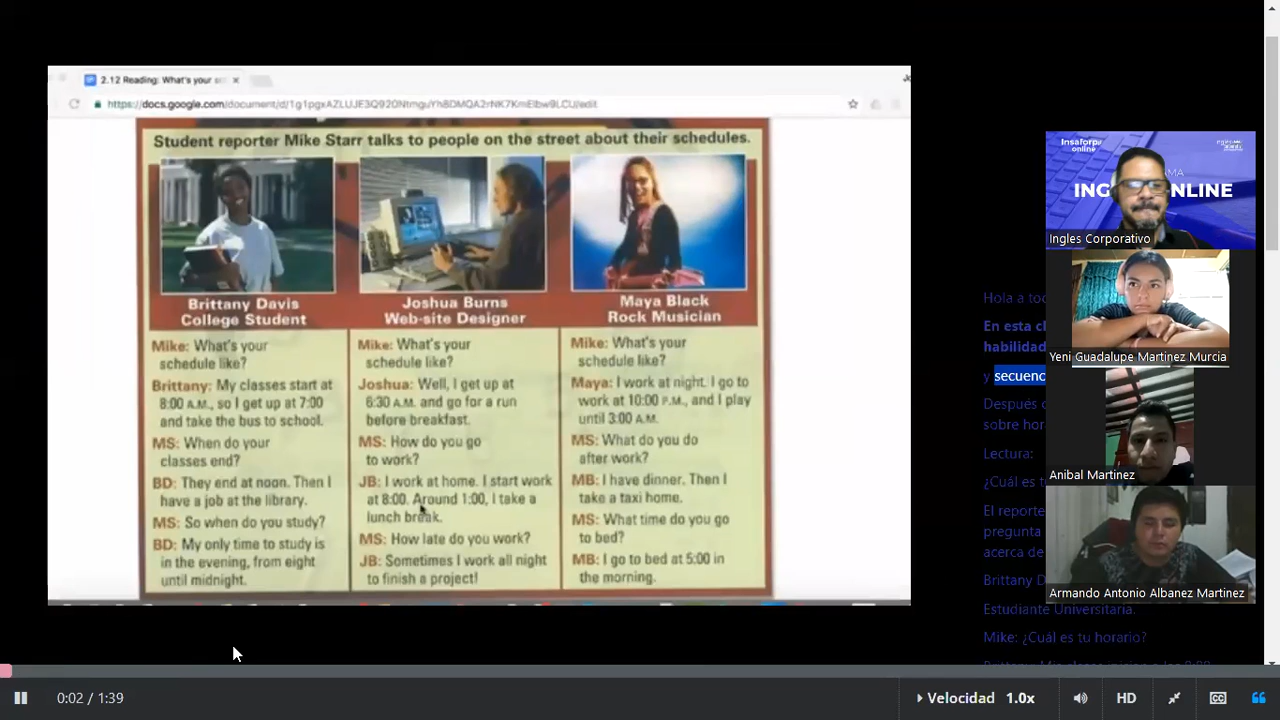 2.12 Reading: What's your
Student reporter Mike Starr talks to people on the street about their schedules.
Brittany Davis
College Student
Mike: What's your
schedule like?
Brittany: My classes start at
8:00 A.M., so I get up at 7:00
and take the bus to school.
MS: When do your
classes end?
BD: They end at noon. Then I
have a job at the library.
MS: So when do you study?
BD: My only time to study is
in the evening, from eight
until midnight.
Joshua Burns
Web-site Designer
Mike: What's your
schedule like?
Joshua: Well, I get up at
6:30 A.M. and go for a run
before breakfast.
MS: How do you go
to work?
JB: I work at home. I start work
at 8:00. Around 1:00, I take a
lunch break.
MS: How late do you work?
JB: Sometimes I work all night
to finish a project!
Maya Black
Rock Musician
Mike: What's your
schedule like?
Maya: I work at night. I go to
work at 10:00 P.M., and I play
until 3:00 A.M.
MS: What do you do
after work?
MB: I have dinner. Then I
take a taxi home.
MS: What time do you go
to bed?
MB: I go to bed at 5:00 in
the morning.
Hola a
En esta
habilidad
y secuenc
Después
sobre hor
Lectura:
¿Cuál es
El reporte
pregunta
acerca de
Brittany D
Estudiante Universitaria.
Mike: ¿Cuál es tu horario?
Insaforp
online
ING NLINE
Ingles Corporativo
Yeni Guadalupe Martinez Murcia
Anibal Martinez
Armando Antonio Albanez Martinez
0:02 / 1:39
Velocidad 1.0x
HD
CC